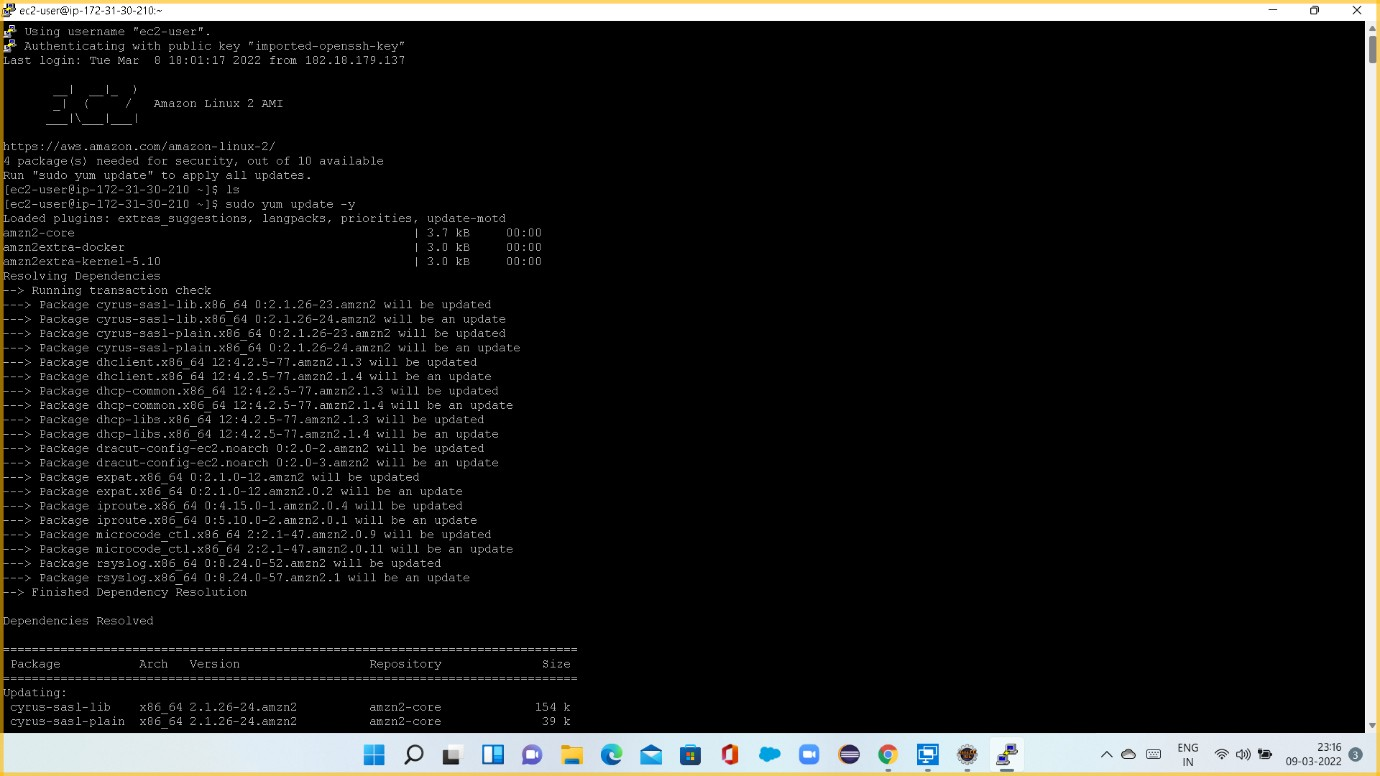 ec2-user@ip-172-31-30-210:~
Using username "ec2-user".
Authenticating with public key "imported-openssh-key"
Last login: Tue Mar  8 18:01:17 2022 from 182.18.179.137
__|  __|_  )
_|  (     /   Amazon Linux 2 AMI
___|\___|___|
https://aws.amazon.com/amazon-linux-2/
4 package(s) needed for security, out of 10 available
Run "sudo yum update" to apply all updates.
[ec2-user@ip-172-31-30-210 ~]$ ls
[ec2-user@ip-172-31-30-210 ~]$ sudo yum update -y
Loaded plugins: extras_suggestions, langpacks, priorities, update-motd
amzn2-core | 3.7 kB 00:00
amzn2extra-docker | 3.0 kB 00:00
amzn2extra-kernel-5.10 | 3.0 kB 00:00
Resolving Dependencies
--> Running transaction check
---> Package cyrus-sasl-lib.x86_64 0:2.1.26-23.amzn2 will be updated
---> Package cyrus-sasl-lib.x86_64 0:2.1.26-24.amzn2 will be an update
---> Package cyrus-sasl-plain.x86_64 0:2.1.26-23.amzn2 will be updated
---> Package cyrus-sasl-plain.x86_64 0:2.1.26-24.amzn2 will be an update
---> Package dhclient.x86_64 12:4.2.5-77.amzn2.1.3 will be updated
---> Package dhclient.x86_64 12:4.2.5-77.amzn2.1.4 will be an update
---> Package dhcp-common.x86_64 12:4.2.5-77.amzn2.1.3 will be updated
---> Package dhcp-common.x86_64 12:4.2.5-77.amzn2.1.4 will be an update
---> Package dhcp-libs.x86_64 12:4.2.5-77.amzn2.1.3 will be updated
---> Package dhcp-libs.x86_64 12:4.2.5-77.amzn2.1.4 will be an update
---> Package dracut-config-ec2.noarch 0:2.0-2.amzn2 will be updated
---> Package dracut-config-ec2.noarch 0:2.0-3.amzn2 will be an update
---> Package expat.x86_64 0:2.1.0-12.amzn2 will be updated
---> Package expat.x86_64 0:2.1.0-12.amzn2.0.2 will be an update
---> Package iproute.x86_64 0:4.15.0-1.amzn2.0.4 will be updated
---> Package iproute.x86_64 0:5.10.0-2.amzn2.0.1 will be an update
---> Package microcode_ctl.x86_64 2:2.1-47.amzn2.0.9 will be updated
---> Package microcode_ctl.x86_64 2:2.1-47.amzn2.0.11 will be an update
---> Package rsyslog.x86_64 0:8.24.0-52.amzn2 will be updated
---> Package rsyslog.x86_64 0:8.24.0-57.amzn2.1 will be an update
--> Finished Dependency Resolution
Dependencies Resolved
================================================================================
Package Arch Version Repository Size
================================================================================
Updating:
cyrus-sasl-lib x86_64 2.1.26-24.amzn2 amzn2-core 154 k
cyrus-sasl-plain x86_64 2.1.26-24.amzn2 amzn2-core 39 k
ENG
IN
23:16
09-03-2022
3